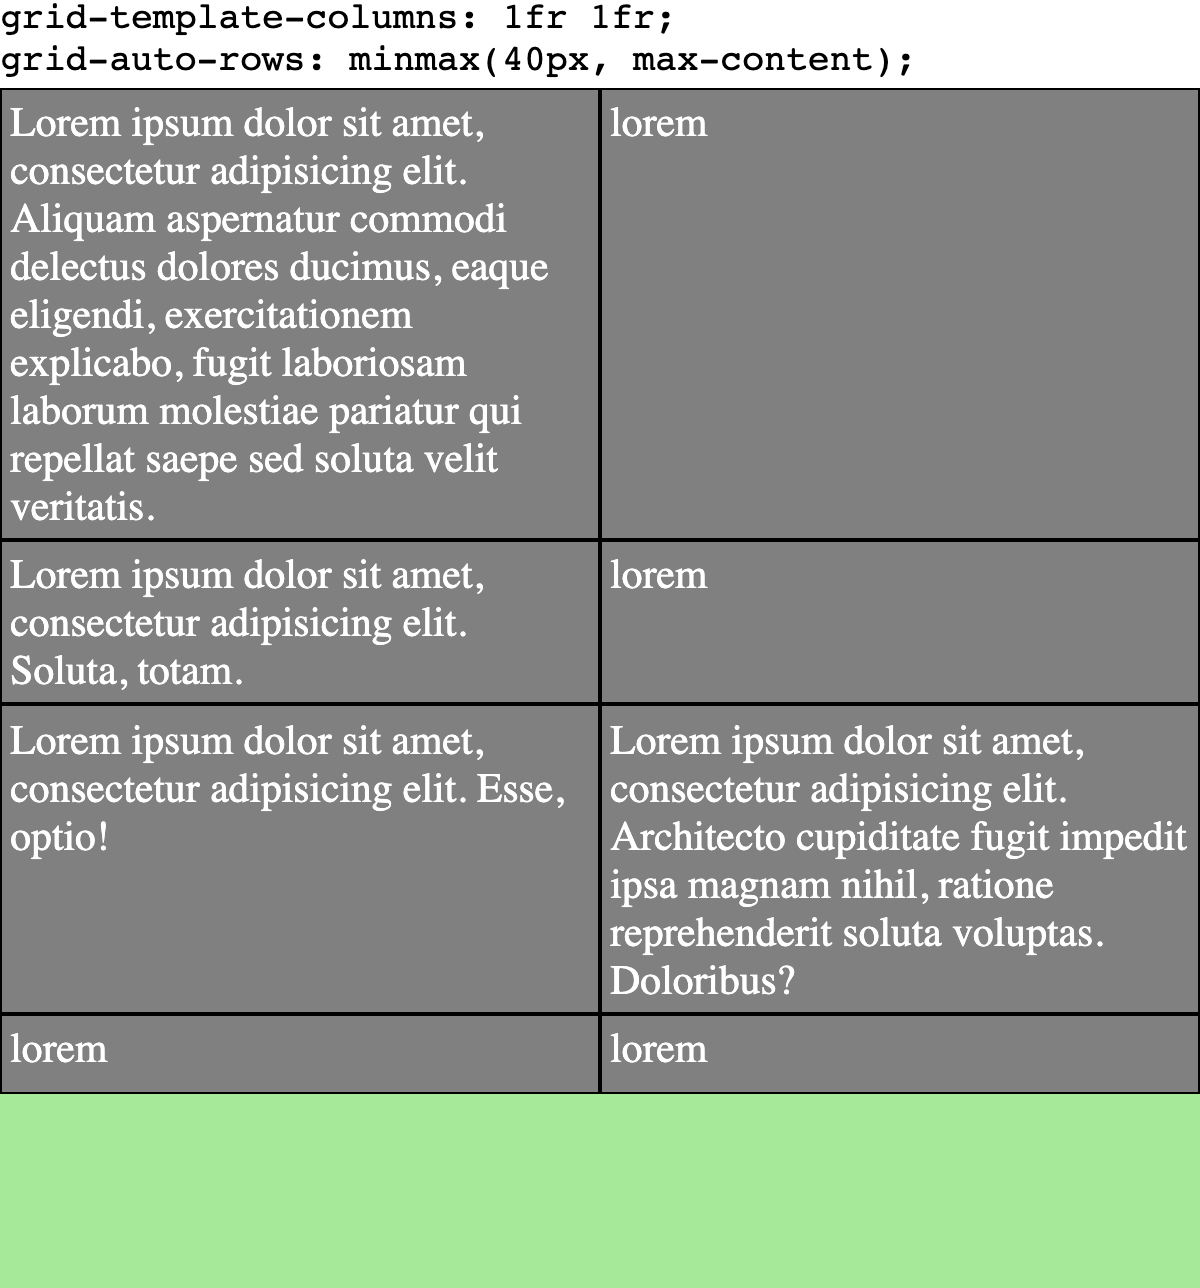 grid-template-columns: 1fr 1fr;
grid-auto-rows: minmax(40px, max-content);
Lorem ipsum dolor sit amet,
consectetur adipisicing elit.
Aliquam aspernatur commodi
delectus dolores ducimus, eaque
eligendi, exercitationem
explicabo, fugit laboriosam
laborum molestiae pariatur qui
repellat saepe sed soluta velit
veritatis.
lorem
Lorem ipsum dolor sit amet,
consectetur adipisicing elit.
Soluta, totam.
lorem
Lorem ipsum dolor sit amet,
consectetur adipisicing elit. Esse,
optio!
Lorem ipsum dolor sit amet,
consectetur adipisicing elit.
Architecto cupiditate fugit impedit
ipsa magnam nihil, ratione
reprehenderit soluta voluptas.
Doloribus?
lorem
lorem